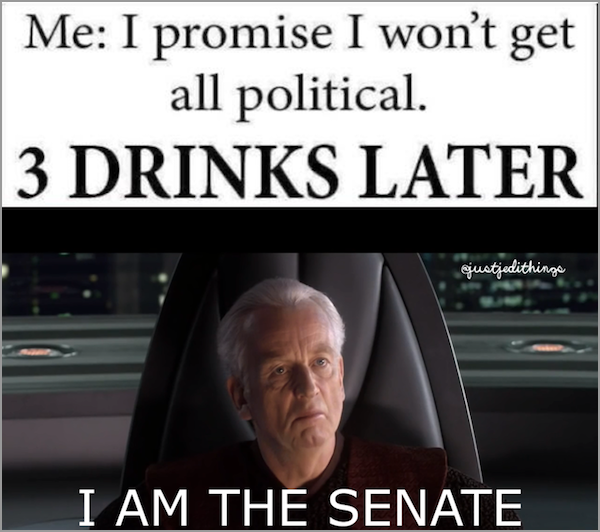 Me: I promise I won't get
all political.
3 DRINKS LATER
@justjedithings
I AM THE SENATE